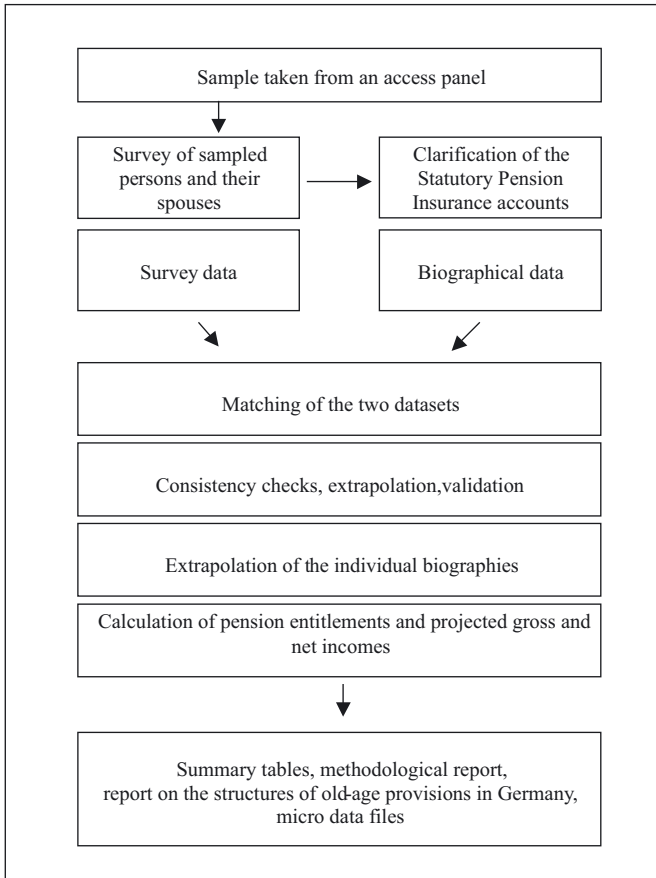 Sample taken from an access panel
Survey of sampled
persons and their
spouses
Clarification of the
Statutory Pension
Insurance accounts
Survey data
Biographical data
Matching of the two datasets
Consistency checks, extrapolation,validation
Extrapolation of the individual biographies
Calculation of pension entitlements and projected gross and
net incomes
Summary tables, methodological report,
report on the structures of old-age provisions in Germany,
micro data files